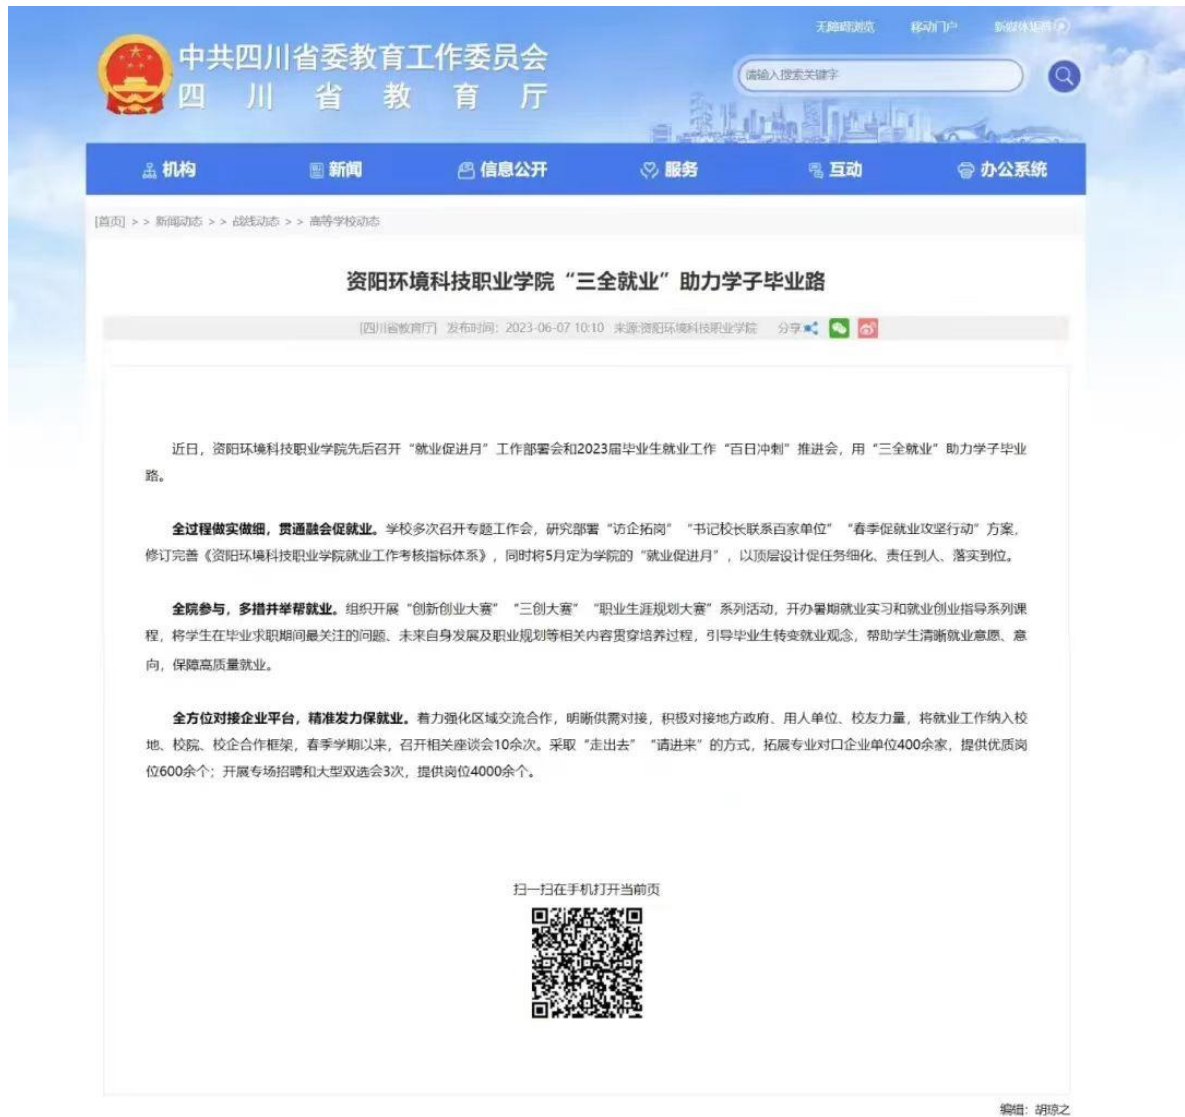 无障碍浏览 移动门户 新媒体矩阵
中共四川省委教育工作委员会
四川省教育厅
请输入搜索关键字
机构 新闻 信息公开 服务 互动 办公系统
[首页] >> 新闻动态 >> 战线动态 >> 高等学校动态
资阳环境科技职业学院“三全就业”助力学子毕业路
[四川省教育厅] 发布时间：2023-06-07 10:10 来源:资阳环境科技职业学院 分享
近日，资阳环境科技职业学院先后召开“就业促进月”工作部署会和2023届毕业生就业工作“百日冲刺”推进会，用“三全就业”助力学子毕业
路。
全过程做实做细，贯通融会促就业。学校多次召开专题工作会，研究部署“访企拓岗”“书记校长联系百家单位”“春季促就业攻坚行动”方案，
修订完善《资阳环境科技职业学院就业工作考核指标体系》，同时将5月定为学院的“就业促进月”，以顶层设计促任务细化、责任到人、落实到位。
全院参与，多措并举帮就业。组织开展“创新创业大赛”“三创大赛”“职业生涯规划大赛”系列活动，开办暑期就业实习和就业创业指导系列课
程，将学生在毕业求职期间最关注的问题、未来自身发展及职业规划等相关内容贯穿培养过程，引导毕业生转变就业观念，帮助学生清晰就业意愿、意
向，保障高质量就业。
全方位对接企业平台，精准发力保就业。着力强化区域交流合作，明晰供需对接，积极对接地方政府、用人单位、校友力量，将就业工作纳入校
地、校院、校企合作框架，春季学期以来，召开相关座谈会10余次。采取“走出去”“请进来”的方式，拓展专业对口企业单位400余家，提供优质岗
位600余个；开展专场招聘和大型双选会3次，提供岗位4000余个。
扫一扫在手机打开当前页
编辑：胡琼之